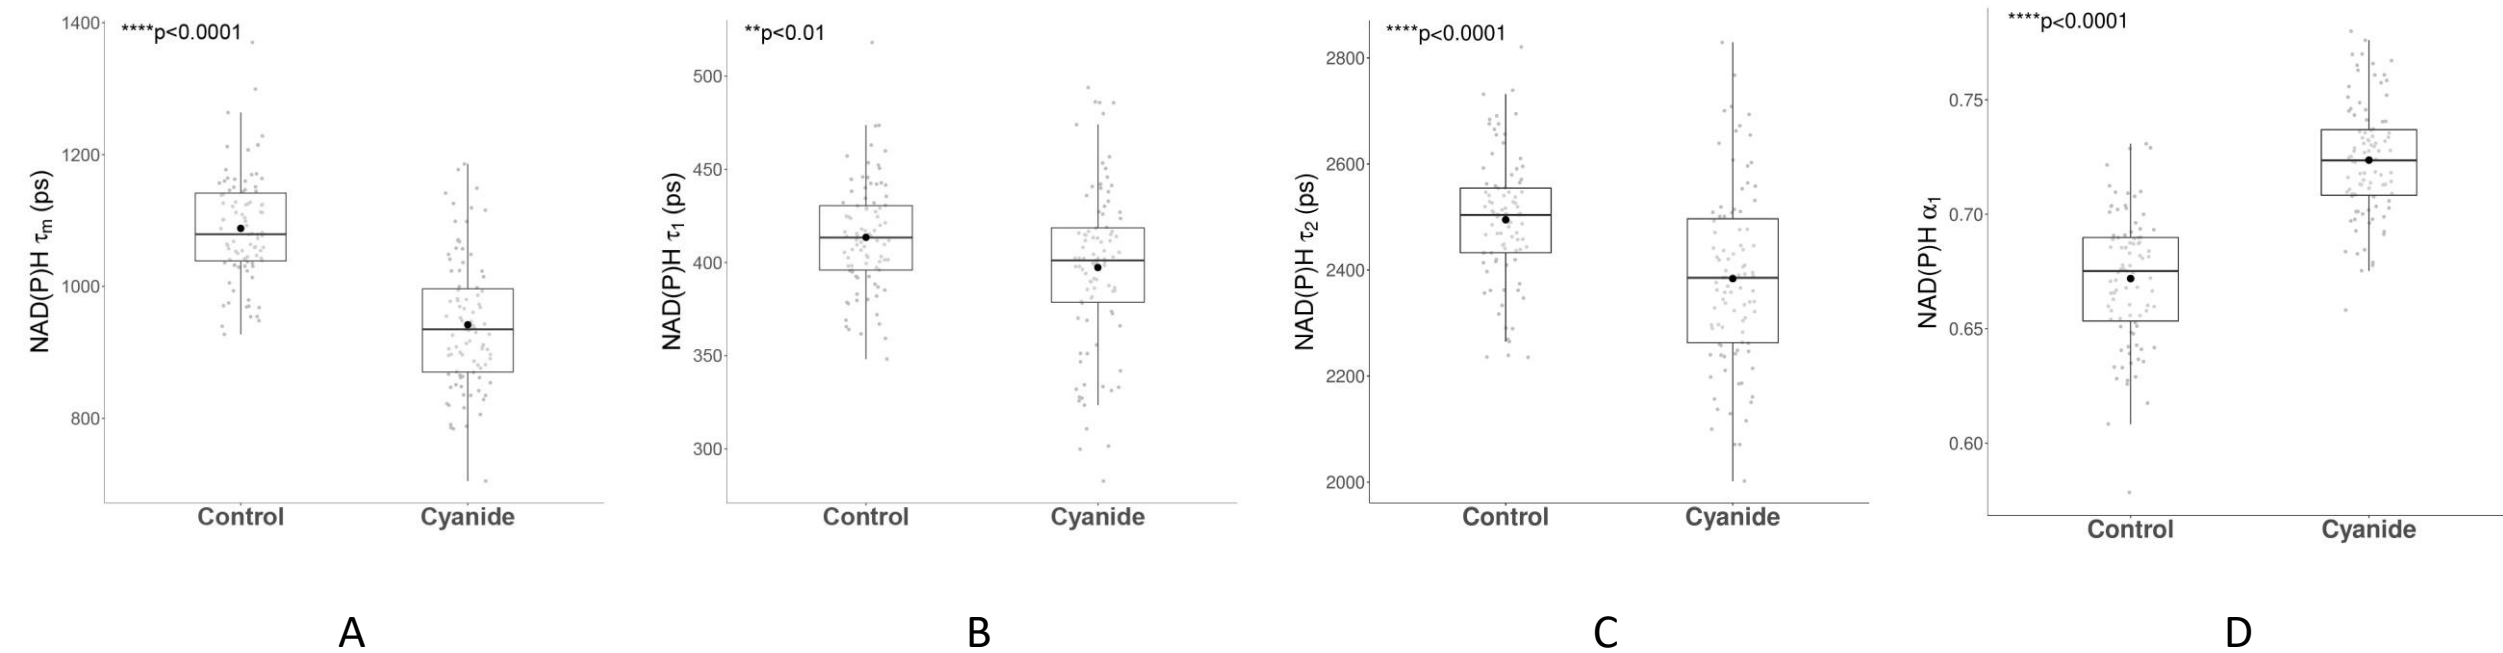 ****p<0.0001
NAD(P)H τm (ps)
1400
1200
1000
800
Control
Cyanide
A
**p<0.01
NAD(P)H τ1 (ps)
500
450
400
350
300
Control
Cyanide
B
****p<0.0001
NAD(P)H τ2 (ps)
2800
2600
2400
2200
2000
Control
Cyanide
C
****p<0.0001
NAD(P)H α1
0.75
0.70
0.65
0.60
Control
Cyanide
D